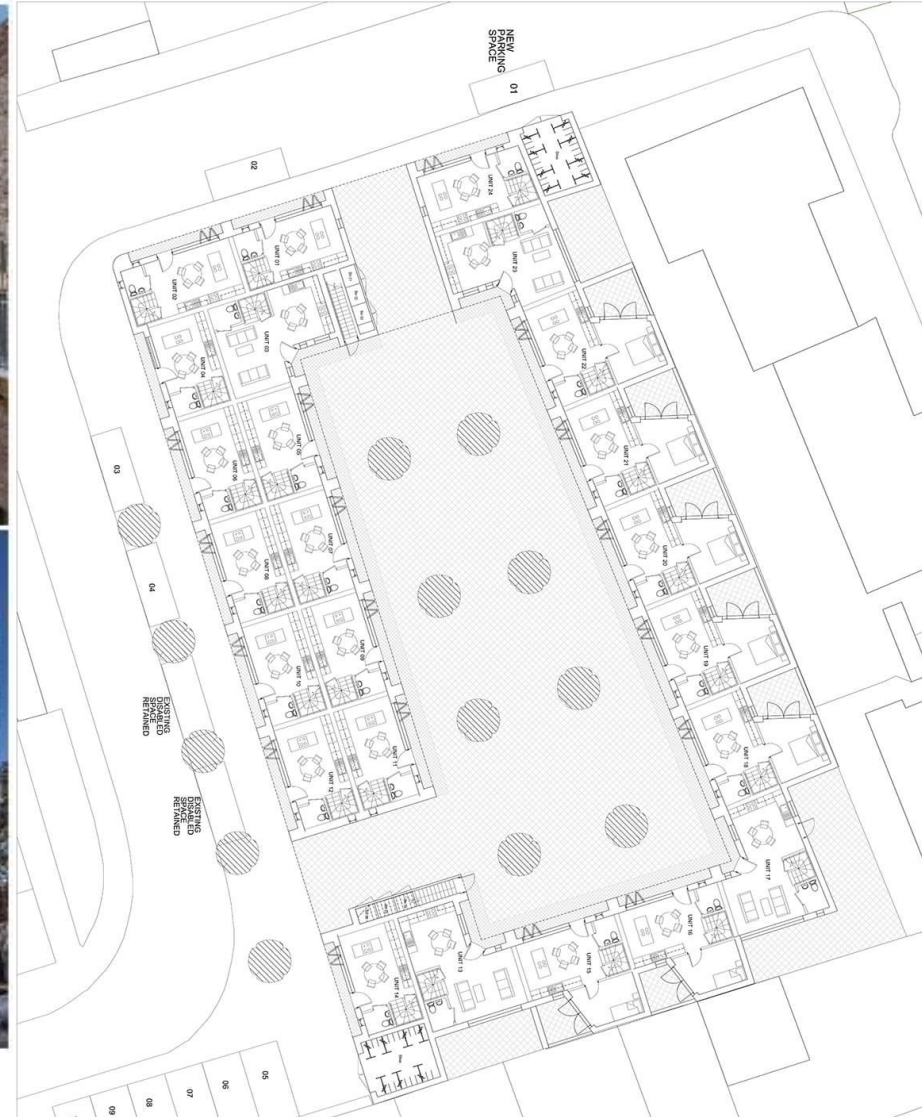 NEW
PARKING
SPACE
01
02
UNIT 24
UNIT 23
UNIT 01
UNIT 02
UNIT 03
UNIT 04
UNIT 22
UNIT 05
UNIT 06
UNIT 21
03
UNIT 07
UNIT 08
UNIT 20
04
UNIT 09
UNIT 10
UNIT 19
EXISTING
DISABLED
SPACE
RETAINED
UNIT 11
UNIT 12
UNIT 18
EXISTING
DISABLED
SPACE
RETAINED
UNIT 17
UNIT 16
UNIT 13
UNIT 15
UNIT 14
05
06
07
08
09